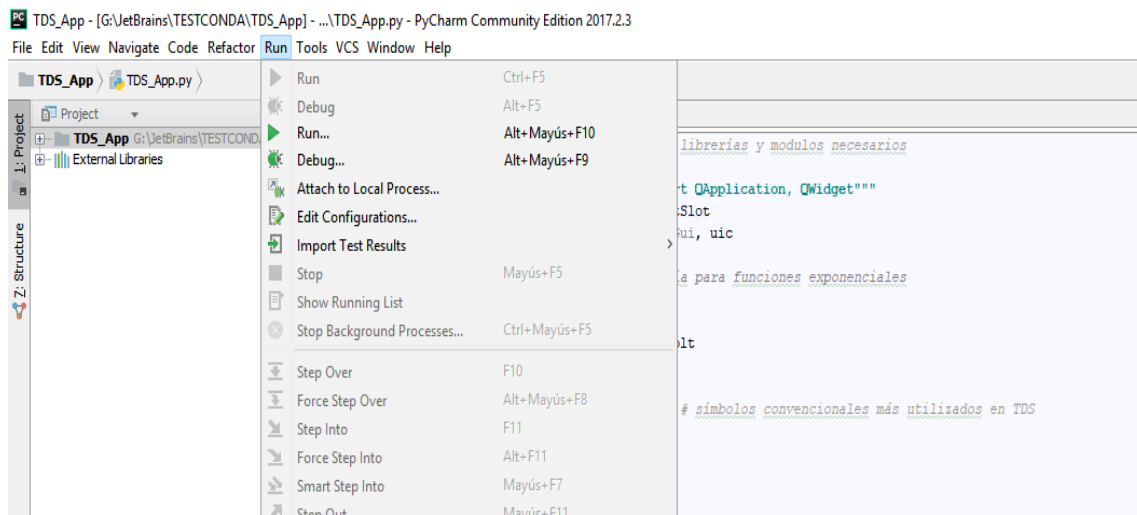 TDS_App - [G:\JetBrains\TESTCONDA\TDS_App] - ...\TDS_App.py - PyCharm Community Edition 2017.2.3
File Edit View Navigate Code Refactor Run Tools VCS Window Help
TDS_App TDS_App.py
Project
TDS_App G:\JetBrains\TESTCOND
External Libraries
1: Project
Z: Structure
Run Ctrl+F5
Debug Alt+F5
Run... Alt+Mayús+F10
Debug... Alt+Mayús+F9
Attach to Local Process...
Edit Configurations...
Import Test Results
Stop Mayús+F5
Show Running List
Stop Background Processes... Ctrl+Mayús+F5
Step Over F10
Force Step Over Alt+Mayús+F8
Step Into F11
Force Step Into Alt+F11
Smart Step Into Mayús+F7
Step Out Mayús+F11
librerías y modulos necesarios
t QApplication, QWidget"""
Slot
ui, uic
a para funciones exponenciales
lt
# símbolos convencionales más utilizados en TDS